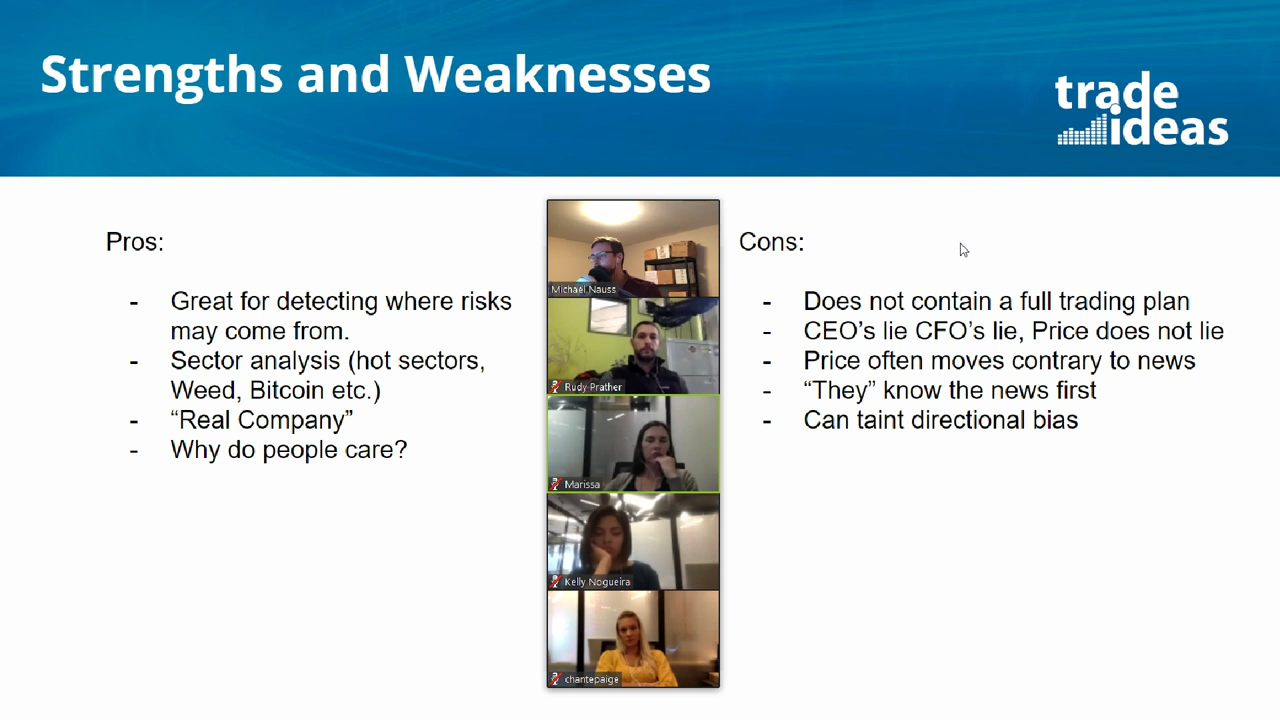 Strengths and Weaknesses
trade
ideas
Pros:
- Great for detecting where risks
may come from.
- Sector analysis (hot sectors,
Weed, Bitcoin etc.)
- “Real Company”
- Why do people care?
Michael Nauss
Rudy Prather
Marissa
Kelly Nogueira
chantepaige
Cons:
- Does not contain a full trading plan
- CEO’s lie CFO’s lie, Price does not lie
- Price often moves contrary to news
- “They” know the news first
- Can taint directional bias